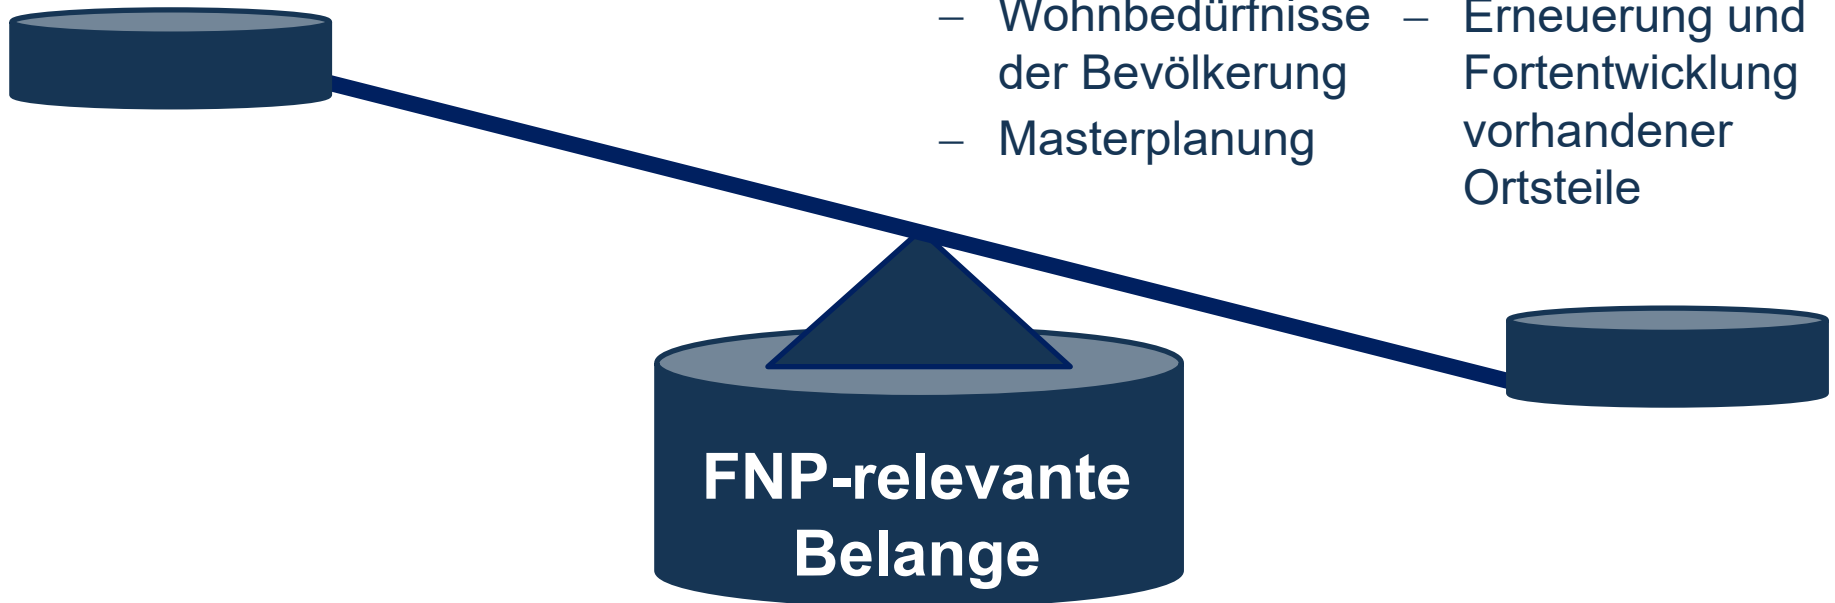 – Wohnbedürfnisse
der Bevölkerung
– Masterplanung
– Erneuerung und
Fortentwicklung
vorhandener
Ortsteile
FNP-relevante
Belange